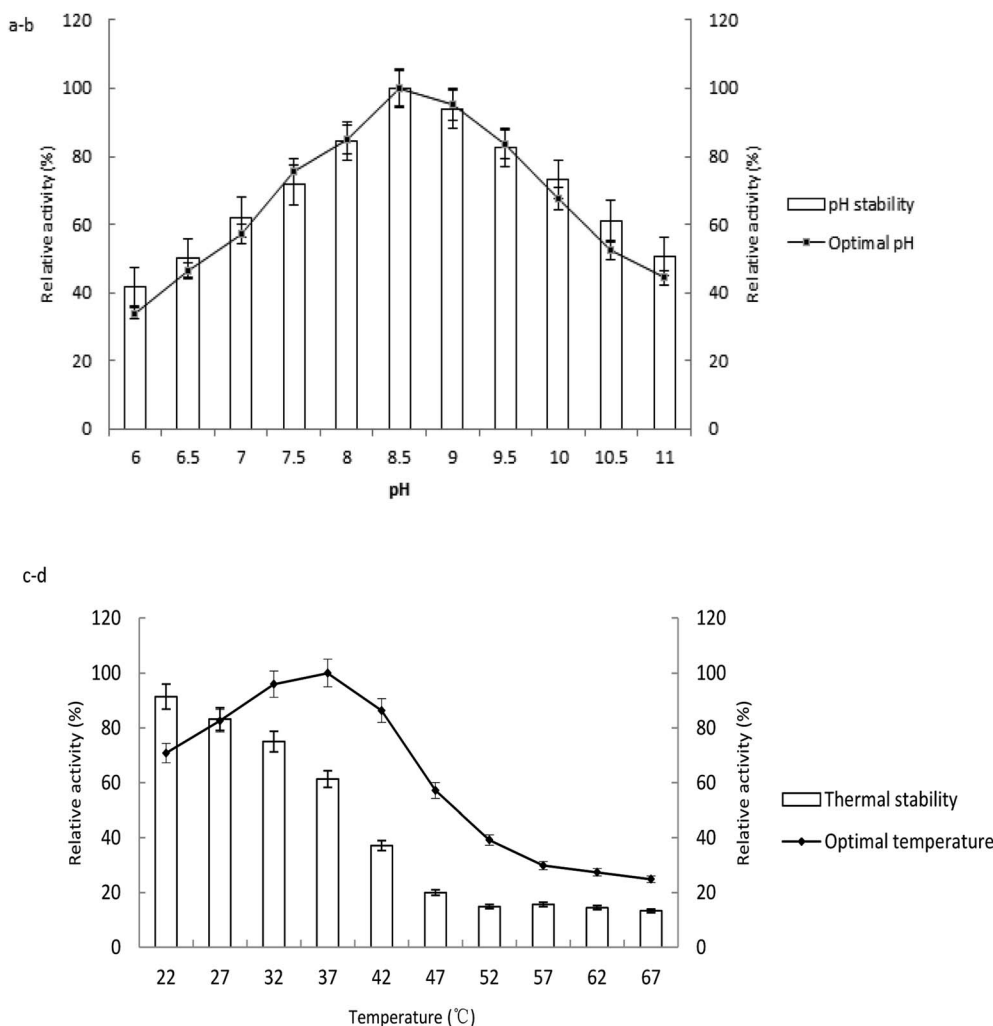 a-b
120 120
100 100
80 80
60 60
40 40
20 20
0 0
Relative activity (%)
Relative activity (%)
6 6.5 7 7.5 8 8.5 9 9.5 10 10.5 11
pH
pH stability
Optimal pH
c-d
120 120
100 100
80 80
60 60
40 40
20 20
0 0
Relative activity (%)
Relative activity (%)
22 27 32 37 42 47 52 57 62 67
Temperature (℃)
Thermal stability
Optimal temperature